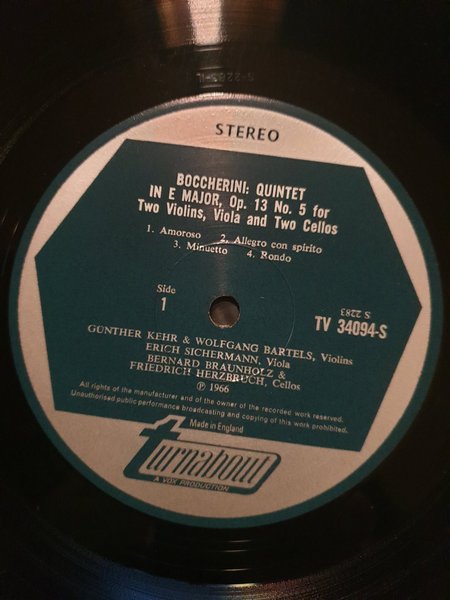 STEREO
BOCCHERINI: QUINTET
IN E MAJOR, Op. 13 No. 5 for
Two Violins, Viola and Two Cellos
1. Amoroso 2. Allegro con spirito
3. Minuetto 4. Rondo
Side
1
S 2283
TV 34094-S
GÜNTHER KEHR & WOLFGANG BARTELS, Violins
ERICH SICHERMANN, Viola
BERNARD BRAUNHOLZ &
FRIEDRICH HERZBRUCH, Cellos
℗ 1966
All rights of the manufacturer and of the owner of the recorded work reserved.
Unauthorised public performance broadcasting and copying of this work prohibited.
Made in England
turnabout
A VOX PRODUCTION